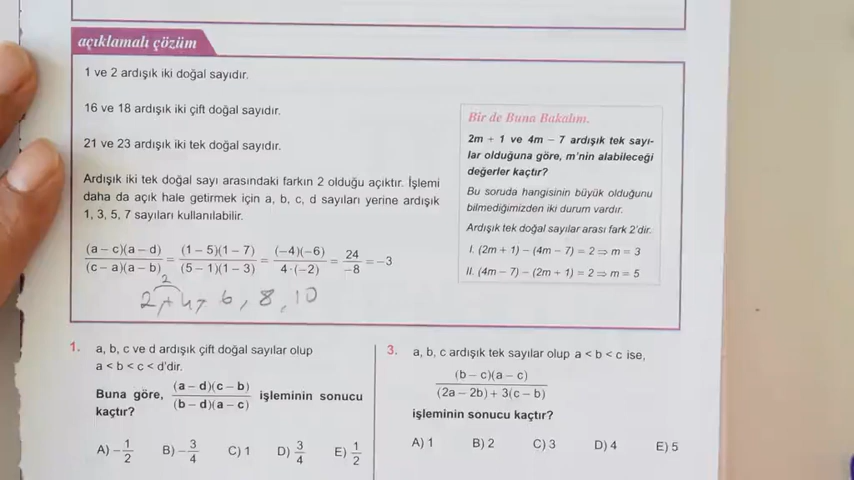 açıklamalı çözüm
1 ve 2 ardışık iki doğal sayıdır.
16 ve 18 ardışık iki çift doğal sayıdır.
21 ve 23 ardışık iki tek doğal sayıdır.
Ardışık iki tek doğal sayı arasındaki farkın 2 olduğu açıktır. İşlemi
daha da açık hale getirmek için a, b, c, d sayıları yerine ardışık
1, 3, 5, 7 sayıları kullanılabilir.
(a – c)(a – d)/(c – a)(a – b) = (1 – 5)(1 – 7)/(5 – 1)(1 – 3) = (–4)(–6)/4·(–2) = 24/–8 = –3
2
2, 4, 6, 8, 10
Bir de Buna Bakalım.
2m + 1 ve 4m – 7 ardışık tek sayı-
lar olduğuna göre, m'nin alabileceği
değerler kaçtır?
Bu soruda hangisinin büyük olduğunu
bilmediğimizden iki durum vardır.
Ardışık tek doğal sayılar arası fark 2'dir.
I. (2m + 1) – (4m – 7) = 2 ⇒ m = 3
II. (4m – 7) – (2m + 1) = 2 ⇒ m = 5
1. a, b, c ve d ardışık çift doğal sayılar olup
a < b < c < d'dir.
Buna göre, (a – d)(c – b)/(b – d)(a – c) işleminin sonucu
kaçtır?
A) –1/2 B) –3/4 C) 1 D) 3/4 E) 1/2
3. a, b, c ardışık tek sayılar olup a < b < c ise,
(b – c)(a – c)/(2a – 2b) + 3(c – b)
işleminin sonucu kaçtır?
A) 1 B) 2 C) 3 D) 4 E) 5